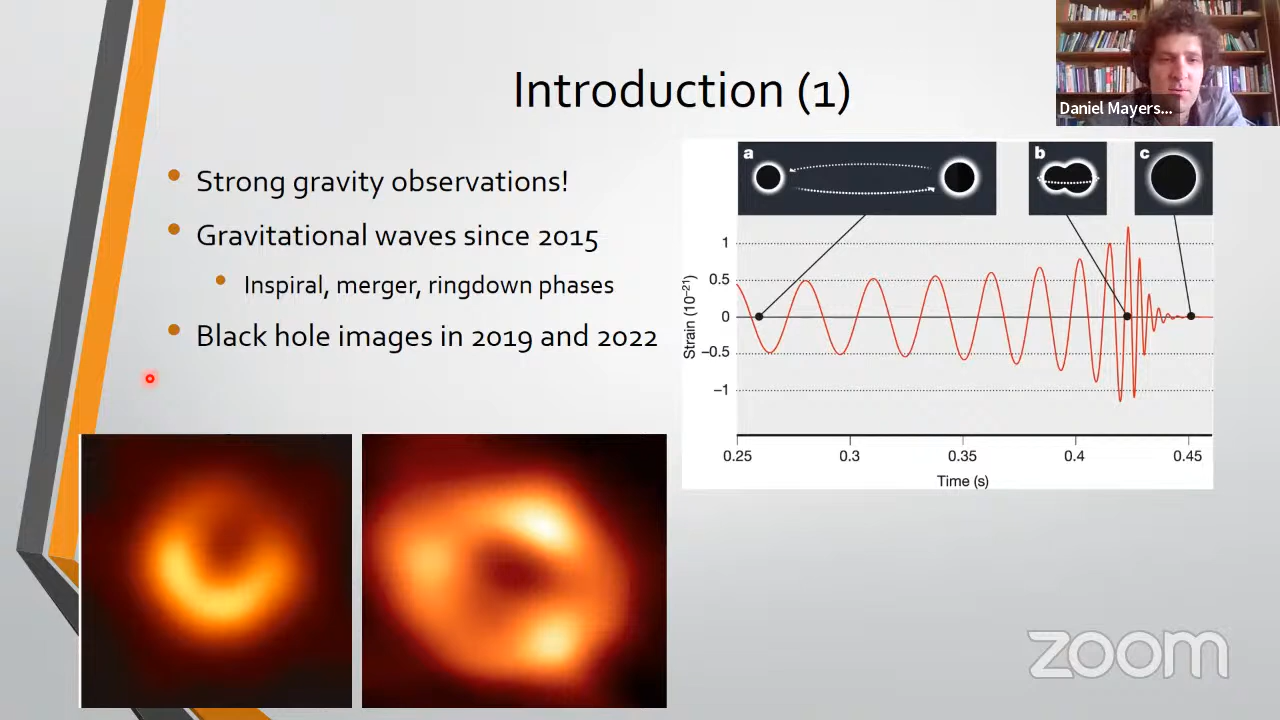 Introduction (1)
Daniel Mayers...
• Strong gravity observations!
• Gravitational waves since 2015
• Inspiral, merger, ringdown phases
• Black hole images in 2019 and 2022
a
b
c
1
0.5
0
−0.5
−1
Strain (10⁻²¹)
0.25 0.3 0.35 0.4 0.45
Time (s)
zoom